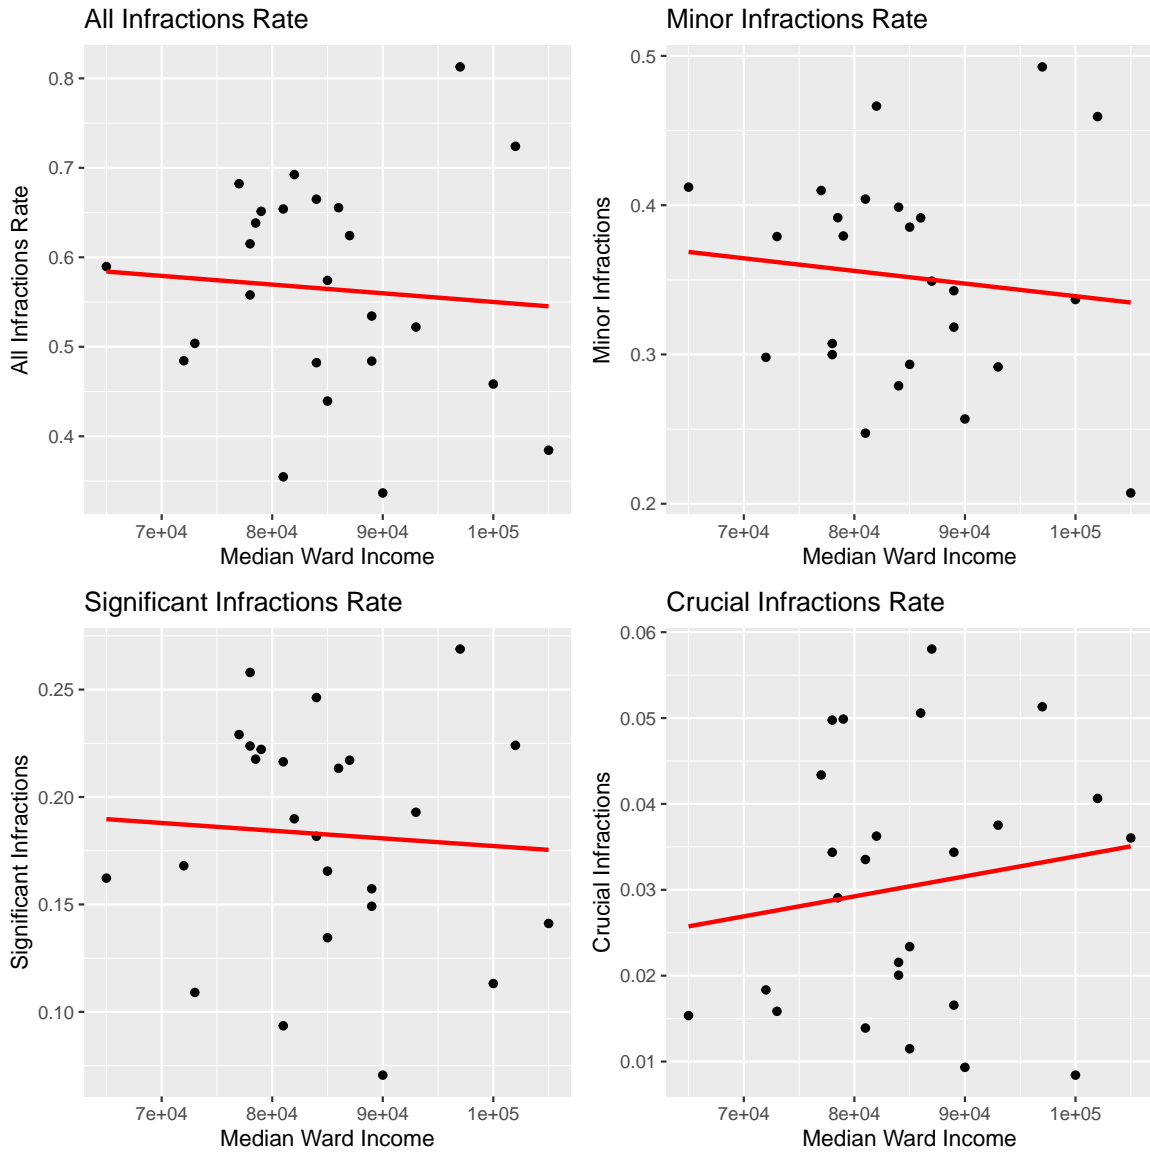 All Infractions Rate
All Infractions Rate
0.8
0.7
0.6
0.5
0.4
7e+04 8e+04 9e+04 1e+05
Median Ward Income
Minor Infractions Rate
Minor Infractions
0.5
0.4
0.3
0.2
7e+04 8e+04 9e+04 1e+05
Median Ward Income
Significant Infractions Rate
Significant Infractions
0.25
0.20
0.15
0.10
7e+04 8e+04 9e+04 1e+05
Median Ward Income
Crucial Infractions Rate
Crucial Infractions
0.06
0.05
0.04
0.03
0.02
0.01
7e+04 8e+04 9e+04 1e+05
Median Ward Income